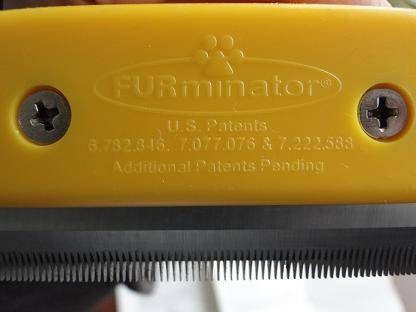 FURminator®
U.S. Patents
6,782,846, 7,077,076 & 7,222,588
Additional Patents Pending